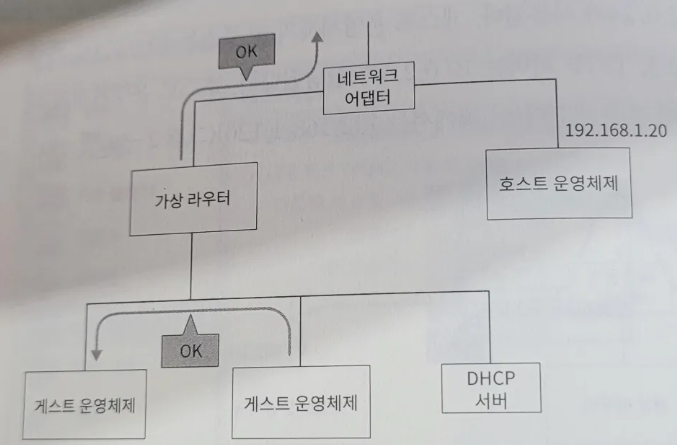 OK
네트워크
어댑터
192.168.1.20
가상 라우터
호스트 운영체제
OK
게스트 운영체제
게스트 운영체제
DHCP
서버